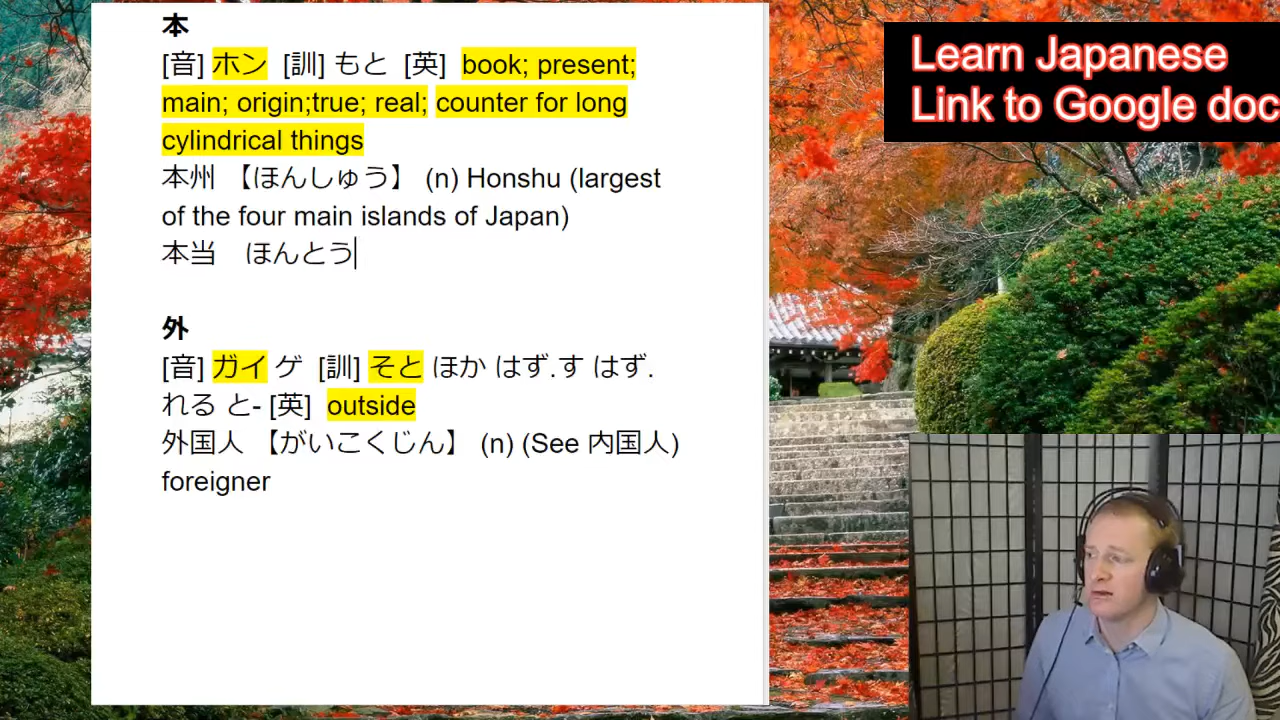 本
[音] ホン [訓] もと [英] book; present;
main; origin;true; real; counter for long
cylindrical things
本州 【ほんしゅう】 (n) Honshu (largest
of the four main islands of Japan)
本当　ほんとう
外
[音] ガイ ゲ [訓] そと ほか はず.す はず.
れる と- [英] outside
外国人 【がいこくじん】 (n) (See 内国人)
foreigner
Learn Japanese
Link to Google doc